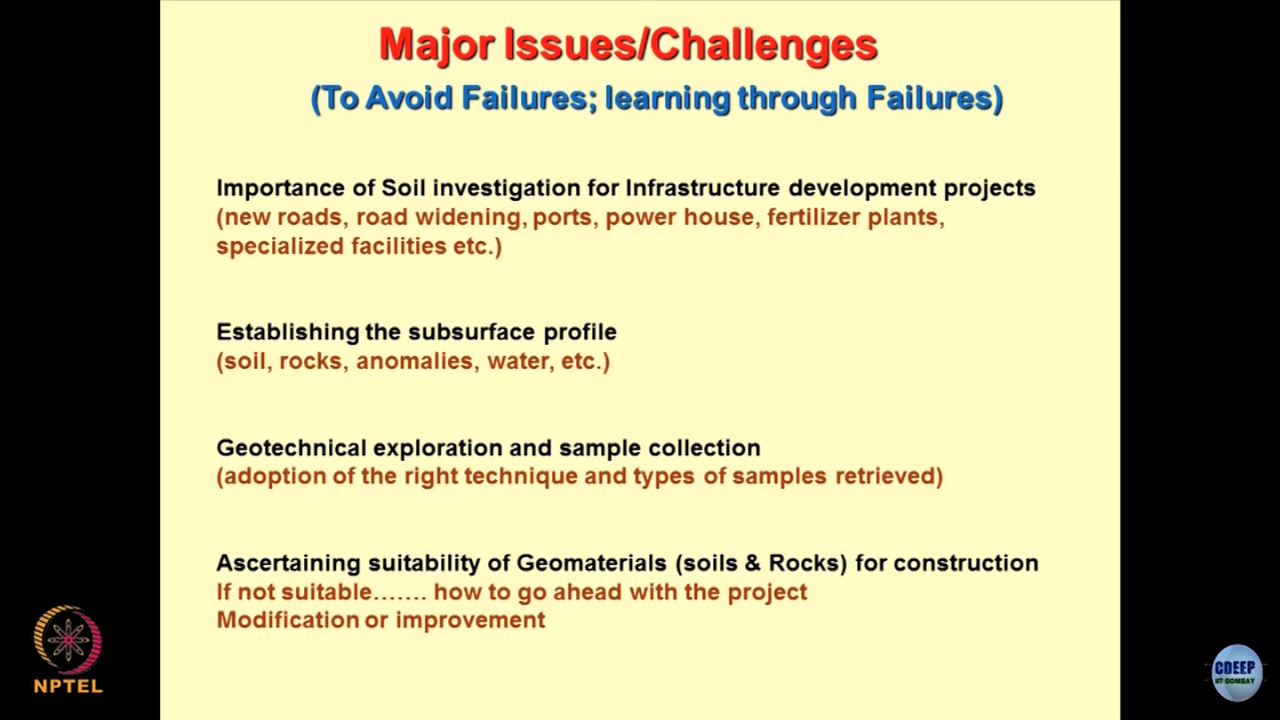 Major Issues/Challenges
(To Avoid Failures; learning through Failures)
Importance of Soil investigation for Infrastructure development projects
(new roads, road widening, ports, power house, fertilizer plants,
specialized facilities etc.)
Establishing the subsurface profile
(soil, rocks, anomalies, water, etc.)
Geotechnical exploration and sample collection
(adoption of the right technique and types of samples retrieved)
Ascertaining suitability of Geomaterials (soils & Rocks) for construction
If not suitable……. how to go ahead with the project
Modification or improvement
NPTEL
CDEEP
IIT BOMBAY